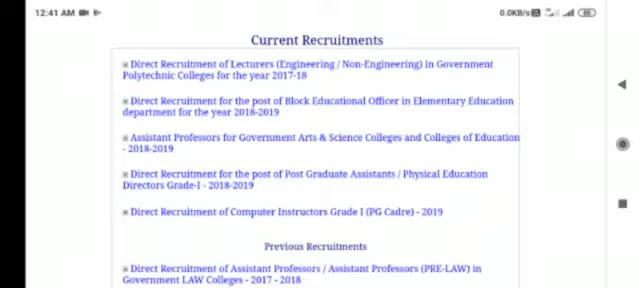 12:41 AM
0.0KB/s
Current Recruitments
Direct Recruitment of Lecturers (Engineering / Non-Engineering) in Government
Polytechnic Colleges for the year 2017-18
Direct Recruitment for the post of Block Educational Officer in Elementary Education
department for the year 2018-2019
Assistant Professors for Government Arts & Science Colleges and Colleges of Education
- 2018-2019
Direct Recruitment for the post of Post Graduate Assistants / Physical Education
Directors Grade-I - 2018-2019
Direct Recruitment of Computer Instructors Grade I (PG Cadre) - 2019
Previous Recruitments
Direct Recruitment of Assistant Professors / Assistant Professors (PRE-LAW) in
Government LAW Colleges - 2017 - 2018